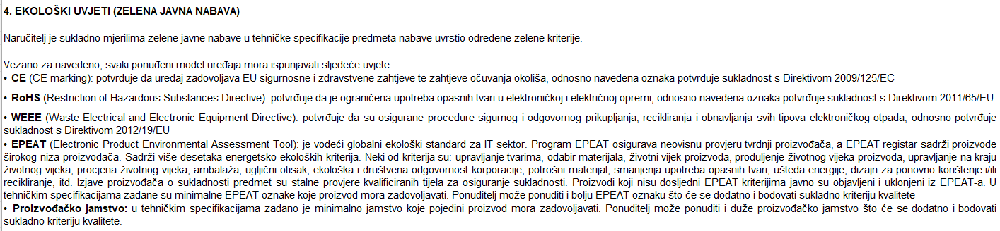 4. EKOLOŠKI UVJETI (ZELENA JAVNA NABAVA)
Naručitelj je sukladno mjerilima zelene javne nabave u tehničke specifikacije predmeta nabave uvrstio određene zelene kriterije.
Vezano za navedeno, svaki ponuđeni model uređaja mora ispunjavati sljedeće uvjete:
• CE (CE marking): potvrđuje da uređaj zadovoljava EU sigurnosne i zdravstvene zahtjeve te zahtjeve očuvanja okoliša, odnosno navedena oznaka potvrđuje sukladnost s Direktivom 2009/125/EC
• RoHS (Restriction of Hazardous Substances Directive): potvrđuje da je ograničena upotreba opasnih tvari u elektroničkoj i električnoj opremi, odnosno navedena oznaka potvrđuje sukladnost s Direktivom 2011/65/EU
• WEEE (Waste Electrical and Electronic Equipment Directive): potvrđuje da su osigurane procedure sigurnog i odgovornog prikupljanja, recikliranja i obnavljanja svih tipova elektroničkog otpada, odnosno potvrđuje
sukladnost s Direktivom 2012/19/EU
• EPEAT (Electronic Product Environmental Assessment Tool): je vodeći globalni ekološki standard za IT sektor. Program EPEAT osigurava neovisnu provjeru tvrdnji proizvođača, a EPEAT registar sadrži proizvode
širokog niza proizvođača. Sadrži više desetaka energetsko ekoloških kriterija. Neki od kriterija su: upravljanje tvarima, odabir materijala, životni vijek proizvoda, produljenje životnog vijeka proizvoda, upravljanje na kraju
životnog vijeka, procjena životnog vijeka, ambalaža, ugljični otisak, ekološka i društvena odgovornost korporacije, potrošni materijal, smanjenja upotreba opasnih tvari, ušteda energije, dizajn za ponovno korištenje i/ili
recikliranje, itd. Izjave proizvođača o sukladnosti predmet su stalne provjere kvalificiranih tijela za osiguranje sukladnosti. Proizvodi koji nisu dosljedni EPEAT kriterijima javno su objavljeni i uklonjeni iz EPEAT-a. U
tehničkim specifikacijama zadane su minimalne EPEAT oznake koje proizvod mora zadovoljavati. Ponuditelj može ponuditi i bolju EPEAT oznaku što će se dodatno i bodovati sukladno kriteriju kvalitete
• Proizvođačko jamstvo: u tehničkim specifikacijama zadano je minimalno jamstvo koje pojedini proizvod mora zadovoljavati. Ponuditelj može ponuditi i duže proizvođačko jamstvo što će se dodatno i bodovati
sukladno kriteriju kvalitete.